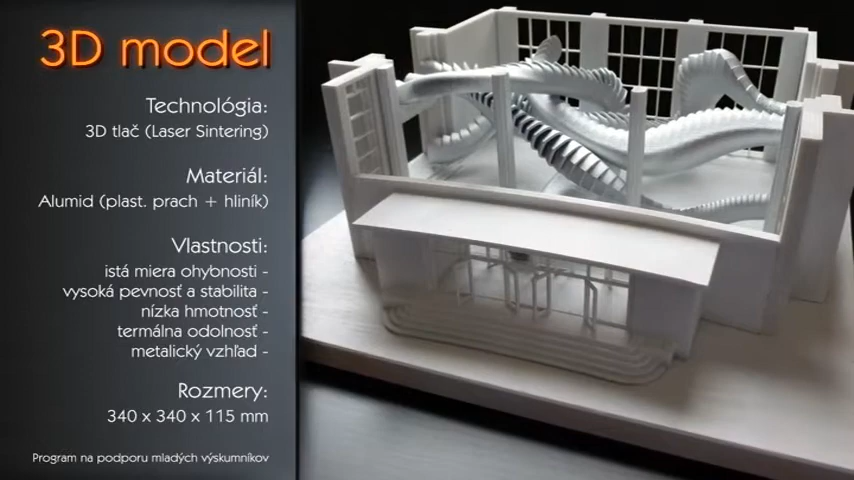 3D model
Technológia:
3D tlač (Laser Sintering)
Materiál:
Alumid (plast. prach + hliník)
Vlastnosti:
istá miera ohybnosti -
vysoká pevnosť a stabilita -
nízka hmotnosť -
termálna odolnosť -
metalický vzhľad -
Rozmery:
340 x 340 x 115 mm
Program na podporu mladých výskumníkov